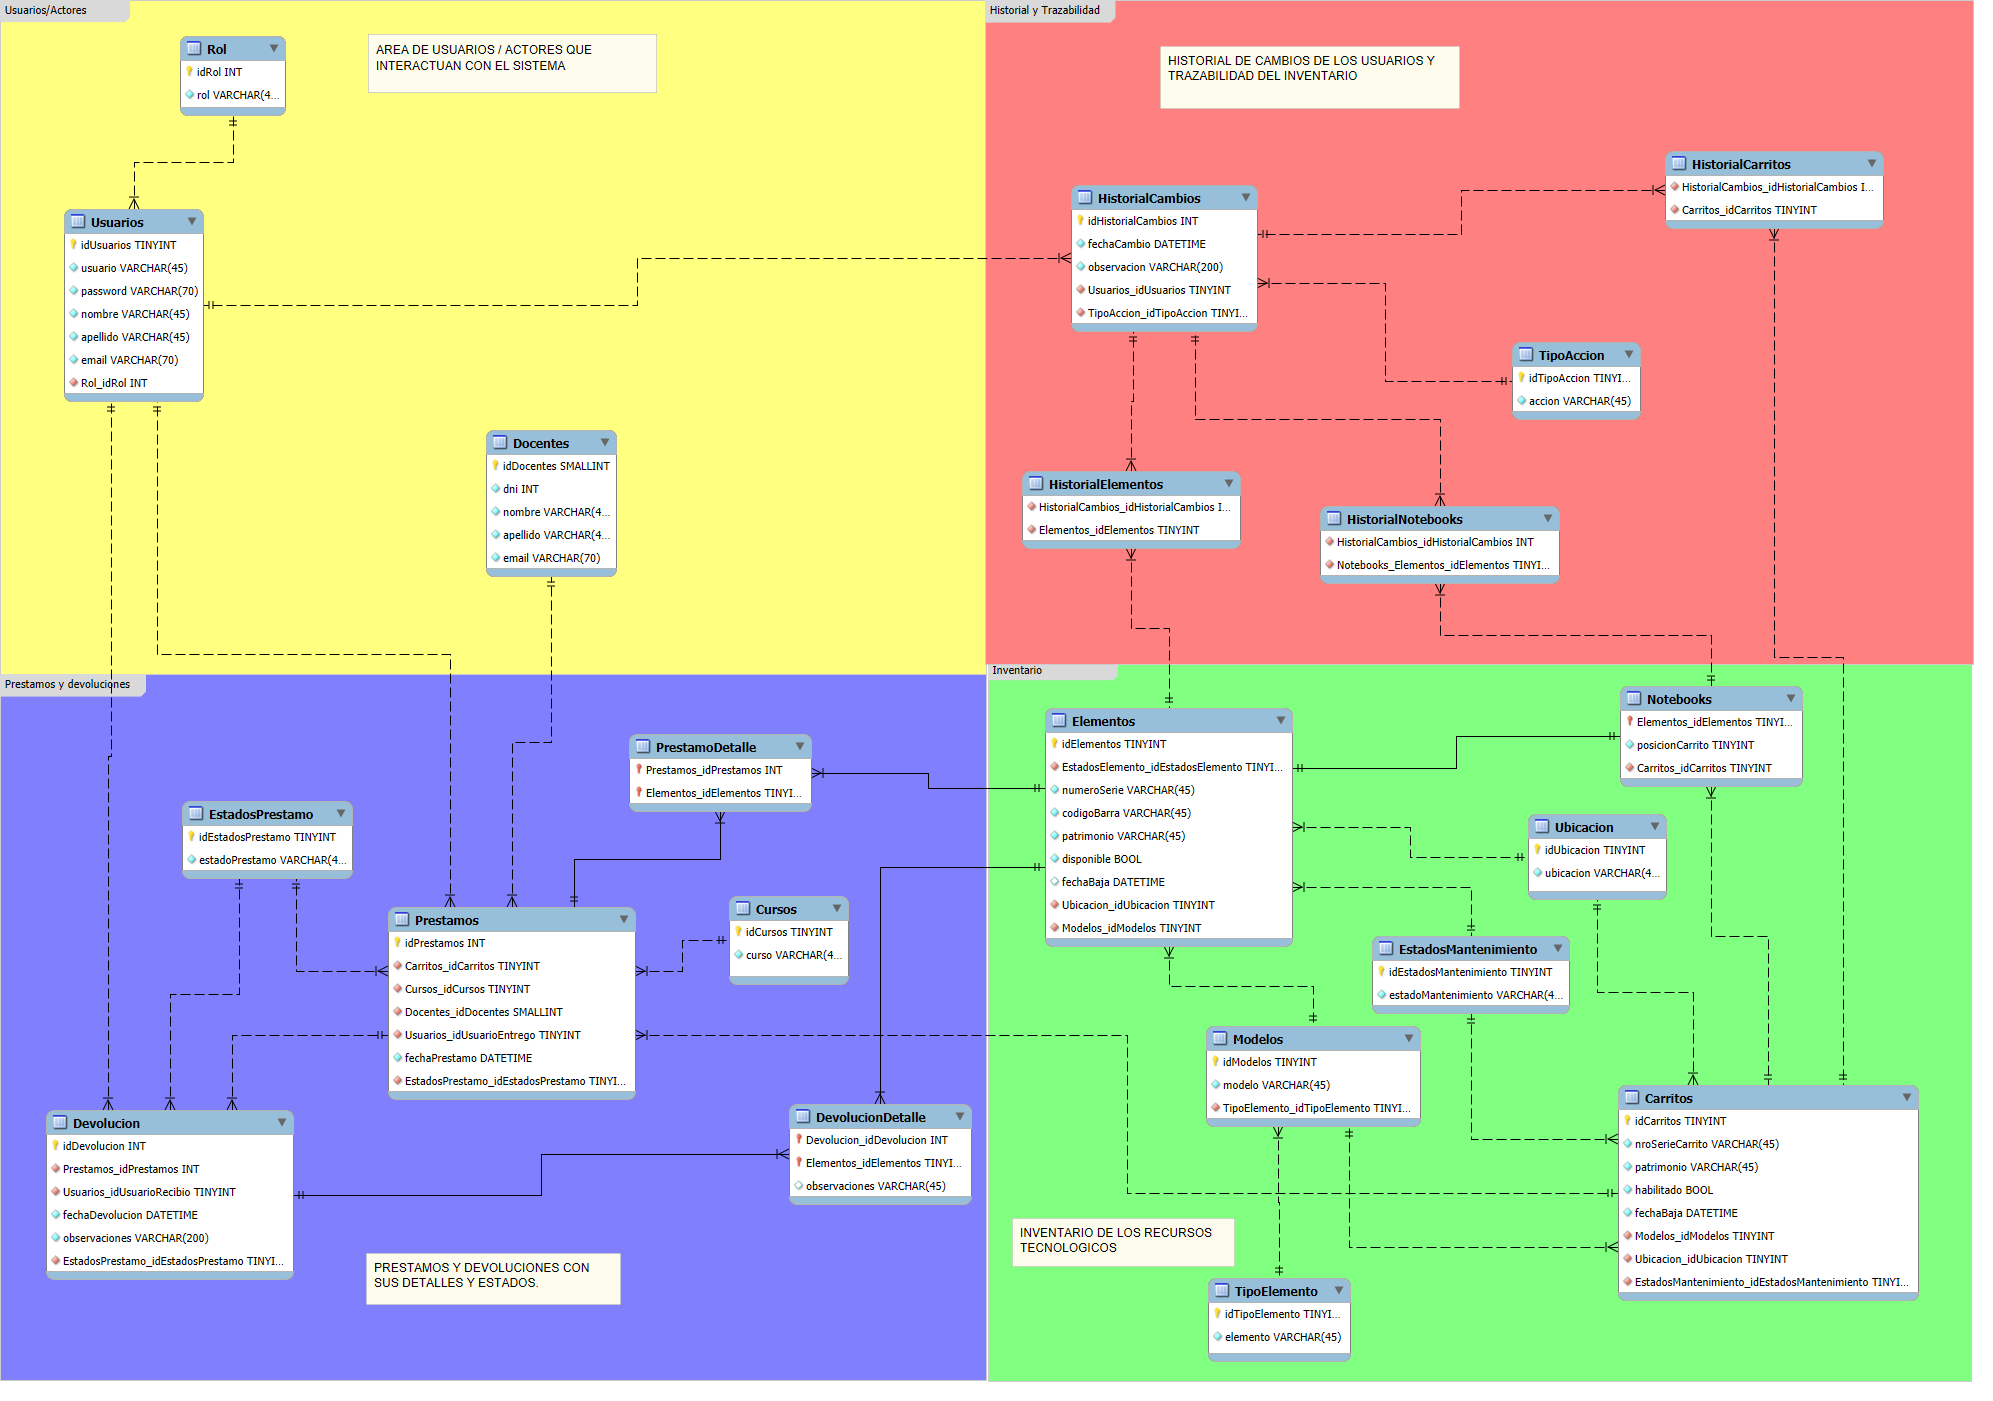 Usuarios/Actores
AREA DE USUARIOS / ACTORES QUE
INTERACTUAN CON EL SISTEMA
Rol
idRol INT
rol VARCHAR(4...
Usuarios
idUsuarios TINYINT
usuario VARCHAR(45)
password VARCHAR(70)
nombre VARCHAR(45)
apellido VARCHAR(45)
email VARCHAR(70)
Rol_idRol INT
Docentes
idDocentes SMALLINT
dni INT
nombre VARCHAR(4...
apellido VARCHAR(4...
email VARCHAR(70)
Historial y Trazabilidad
HISTORIAL DE CAMBIOS DE LOS USUARIOS Y
TRAZABILIDAD DEL INVENTARIO
HistorialCarritos
HistorialCambios_idHistorialCambios I...
Carritos_idCarritos TINYINT
HistorialCambios
idHistorialCambios INT
fechaCambio DATETIME
observacion VARCHAR(200)
Usuarios_idUsuarios TINYINT
TipoAccion_idTipoAccion TINYI...
TipoAccion
idTipoAccion TINYI...
accion VARCHAR(45)
HistorialElementos
HistorialCambios_idHistorialCambios I...
Elementos_idElementos TINYINT
HistorialNotebooks
HistorialCambios_idHistorialCambios INT
Notebooks_Elementos_idElementos TINYI...
Prestamos y devoluciones
PrestamoDetalle
Prestamos_idPrestamos INT
Elementos_idElementos TINYI...
EstadosPrestamo
idEstadosPrestamo TINYINT
estadoPrestamo VARCHAR(4...
Prestamos
idPrestamos INT
Carritos_idCarritos TINYINT
Cursos_idCursos TINYINT
Docentes_idDocentes SMALLINT
Usuarios_idUsuarioEntrego TINYINT
fechaPrestamo DATETIME
EstadosPrestamo_idEstadosPrestamo TINYI...
Cursos
idCursos TINYINT
curso VARCHAR(4...
Devolucion
idDevolucion INT
Prestamos_idPrestamos INT
Usuarios_idUsuarioRecibio TINYINT
fechaDevolucion DATETIME
observaciones VARCHAR(200)
EstadosPrestamo_idEstadosPrestamo TINYI...
DevolucionDetalle
Devolucion_idDevolucion INT
Elementos_idElementos TINYI...
observaciones VARCHAR(45)
PRESTAMOS Y DEVOLUCIONES CON
SUS DETALLES Y ESTADOS.
Inventario
Elementos
idElementos TINYINT
EstadosElemento_idEstadosElemento TINYI...
numeroSerie VARCHAR(45)
codigoBarra VARCHAR(45)
patrimonio VARCHAR(45)
disponible BOOL
fechaBaja DATETIME
Ubicacion_idUbicacion TINYINT
Modelos_idModelos TINYINT
Notebooks
Elementos_idElementos TINYI...
posicionCarrito TINYINT
Carritos_idCarritos TINYINT
Ubicacion
idUbicacion TINYINT
ubicacion VARCHAR(4...
EstadosMantenimiento
idEstadosMantenimiento TINYINT
estadoMantenimiento VARCHAR(4...
Modelos
idModelos TINYINT
modelo VARCHAR(45)
TipoElemento_idTipoElemento TINYI...
Carritos
idCarritos TINYINT
nroSerieCarrito VARCHAR(45)
patrimonio VARCHAR(45)
habilitado BOOL
fechaBaja DATETIME
Modelos_idModelos TINYINT
Ubicacion_idUbicacion TINYINT
EstadosMantenimiento_idEstadosMantenimiento TINYI...
INVENTARIO DE LOS RECURSOS
TECNOLOGICOS
TipoElemento
idTipoElemento TINYI...
elemento VARCHAR(45)